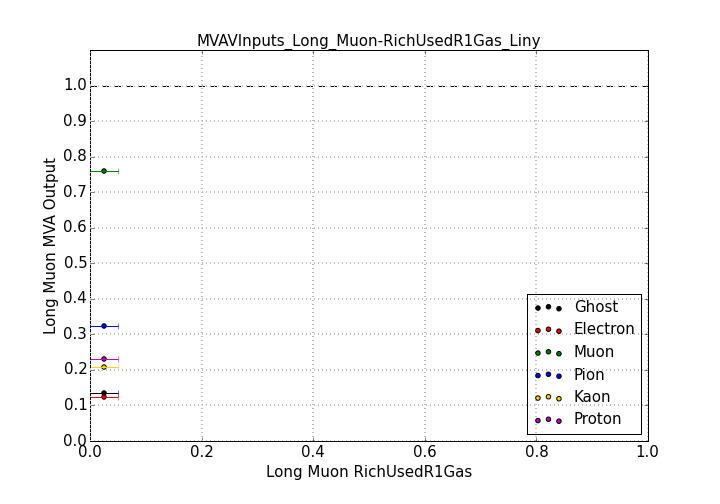 MVAVInputs_Long_Muon-RichUsedR1Gas_Liny
1.0
0.9
0.8
0.7
0.6
0.5
0.4
0.3
0.2
0.1
0.0
Long Muon MVA Output
Ghost
Electron
Muon
Pion
Kaon
Proton
0.0 0.2 0.4 0.6 0.8 1.0
Long Muon RichUsedR1Gas